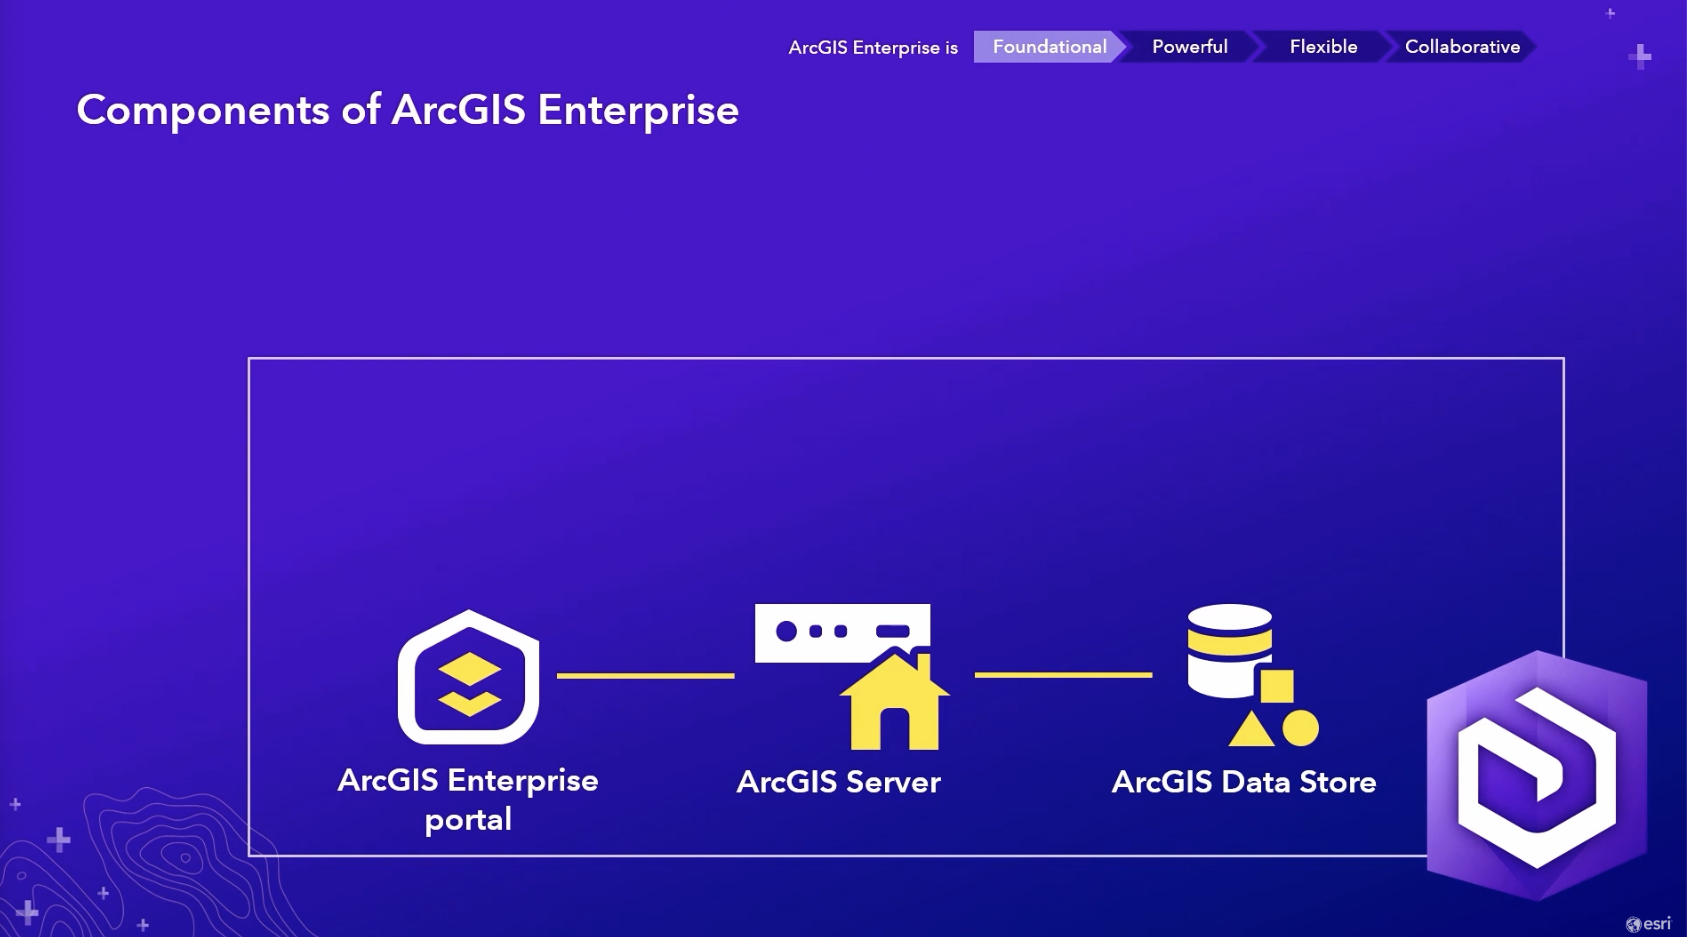 ArcGIS Enterprise is
Foundational
Powerful
Flexible
Collaborative
Components of ArcGIS Enterprise
ArcGIS Enterprise
portal
ArcGIS Server
ArcGIS Data Store
esri